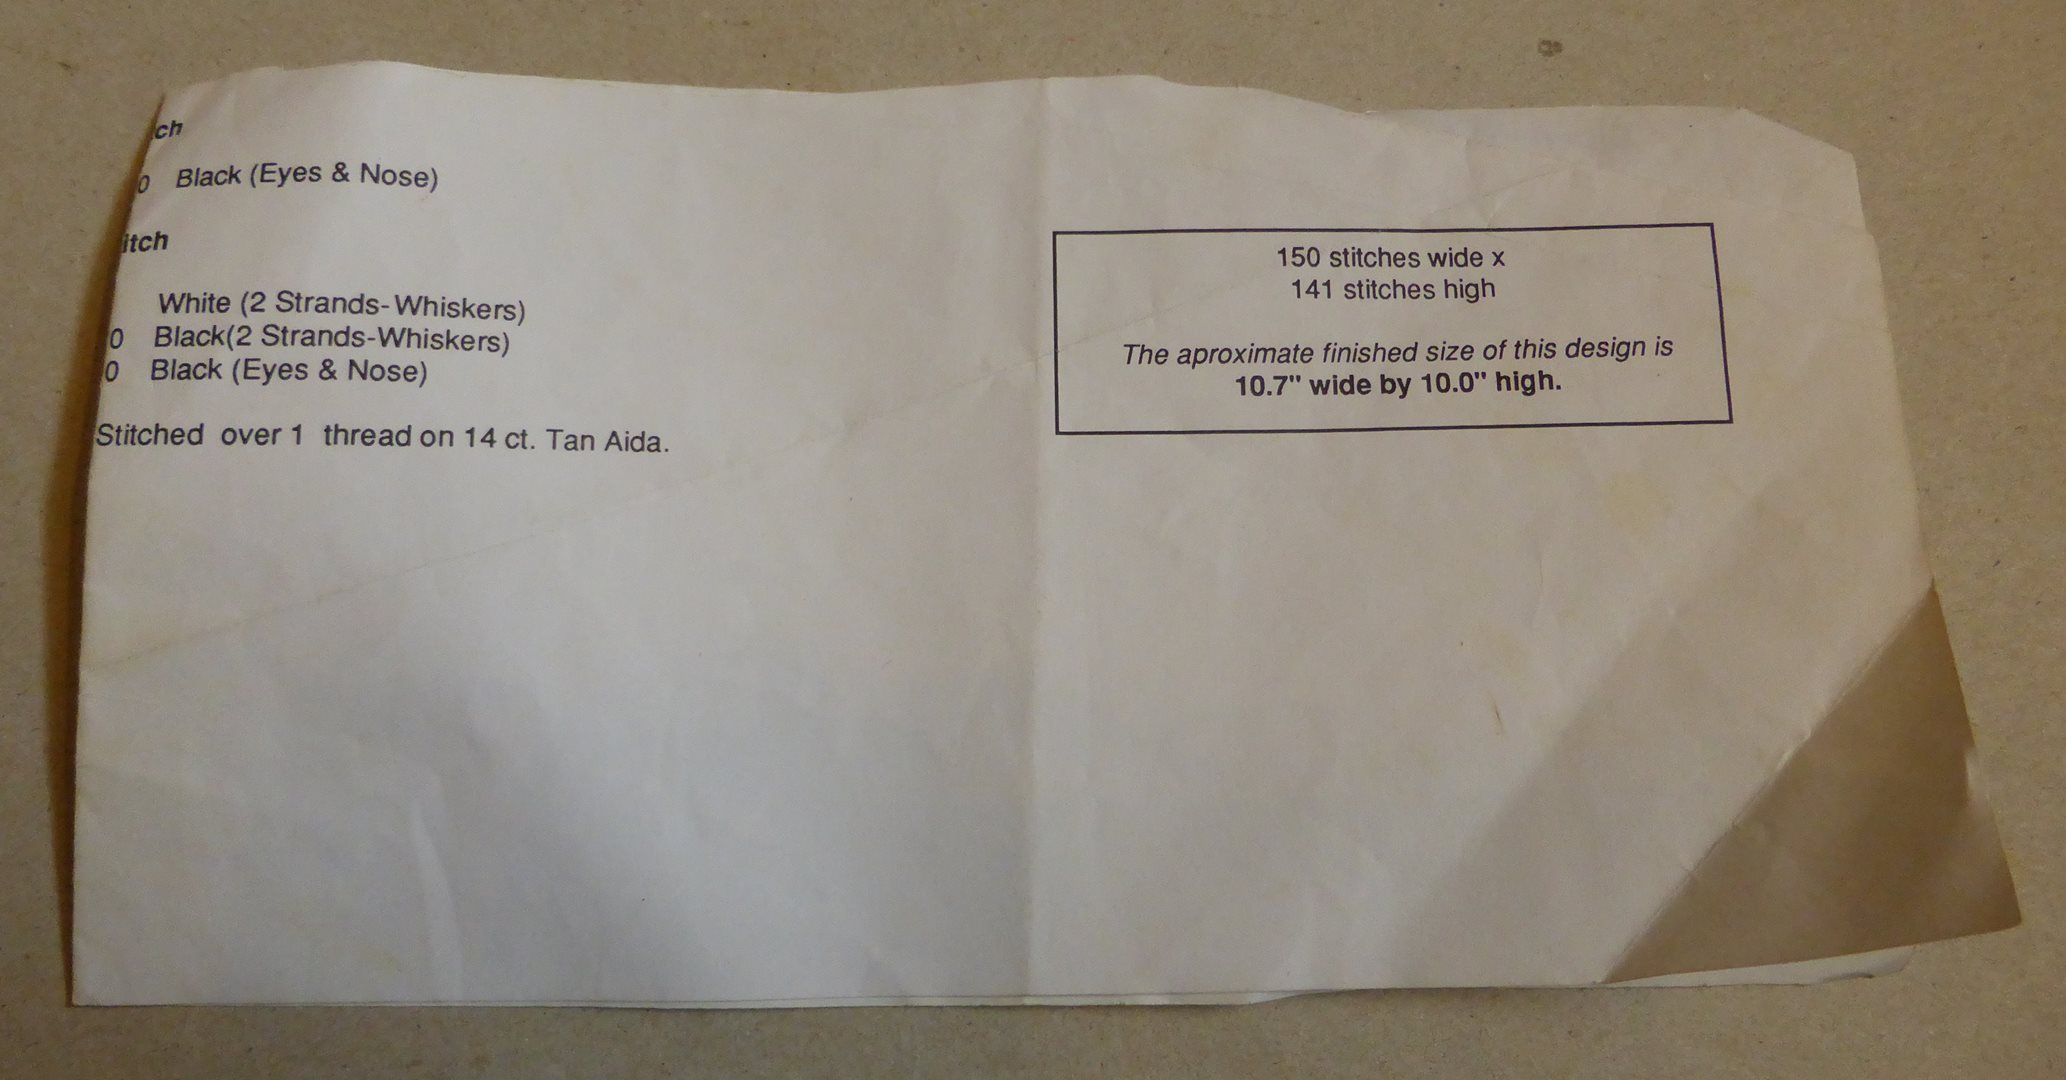 ch
0 Black (Eyes & Nose)
itch
White (2 Strands-Whiskers)
0 Black(2 Strands-Whiskers)
0 Black (Eyes & Nose)
Stitched over 1 thread on 14 ct. Tan Aida.
150 stitches wide x
141 stitches high
The aproximate finished size of this design is
10.7" wide by 10.0" high.